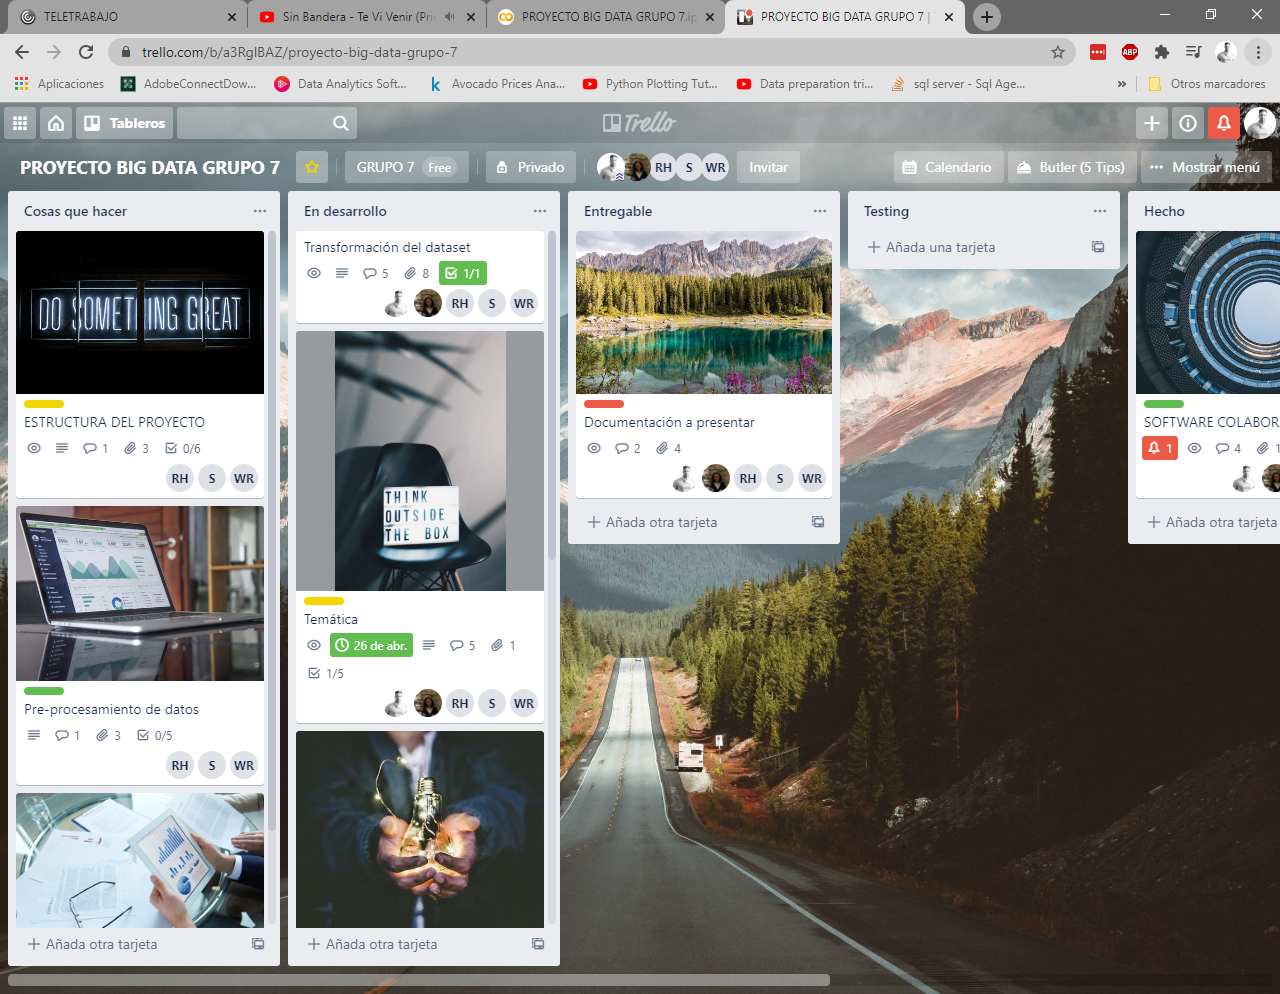 TELETRABAJO
Sin Bandera - Te Vi Venir (Pri
PROYECTO BIG DATA GRUPO 7.ip
PROYECTO BIG DATA GRUPO 7 |
trello.com/b/a3RgIBAZ/proyecto-big-data-grupo-7
ABP
Aplicaciones
AdobeConnectDow...
Data Analytics Soft...
Avocado Prices Ana...
Python Plotting Tut...
Data preparation tri...
sql server - Sql Age...
»
Otros marcadores
Tableros
Trello
PROYECTO BIG DATA GRUPO 7
GRUPO 7 Free
Privado
RH S WR
Invitar
Calendario
Butler (5 Tips)
Mostrar menú
Cosas que hacer
DO SOMETHING GREAT
ESTRUCTURA DEL PROYECTO
1 3 0/6
RH S WR
Pre-procesamiento de datos
1 3 0/5
RH S WR
Añada otra tarjeta
En desarrollo
Transformación del dataset
5 8 1/1
RH S WR
THINK
OUTSIDE
THE BOX
Temática
26 de abr. 5 1
1/5
RH S WR
Añada otra tarjeta
Entregable
Documentación a presentar
2 4
RH S WR
Añada otra tarjeta
Testing
Añada una tarjeta
Hecho
SOFTWARE COLABOR
1 4 1
Añada otra tarjeta